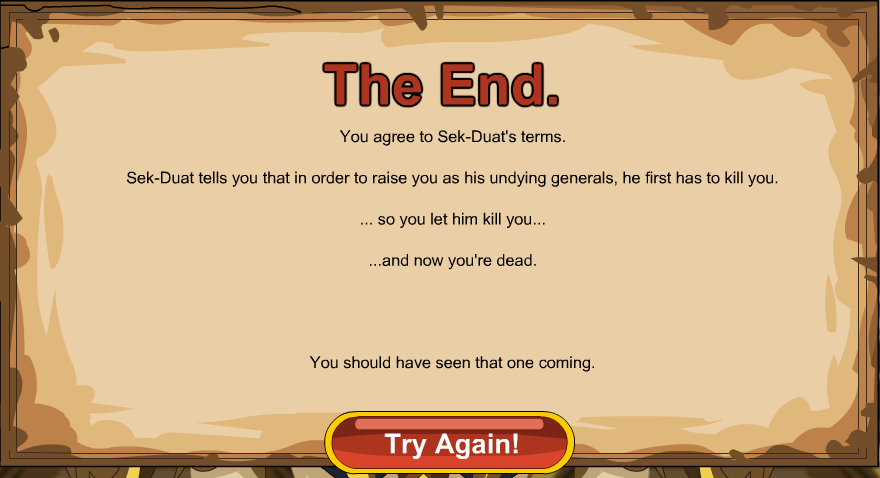 The End.
You agree to Sek-Duat's terms.
Sek-Duat tells you that in order to raise you as his undying generals, he first has to kill you.
... so you let him kill you...
...and now you're dead.
You should have seen that one coming.
Try Again!